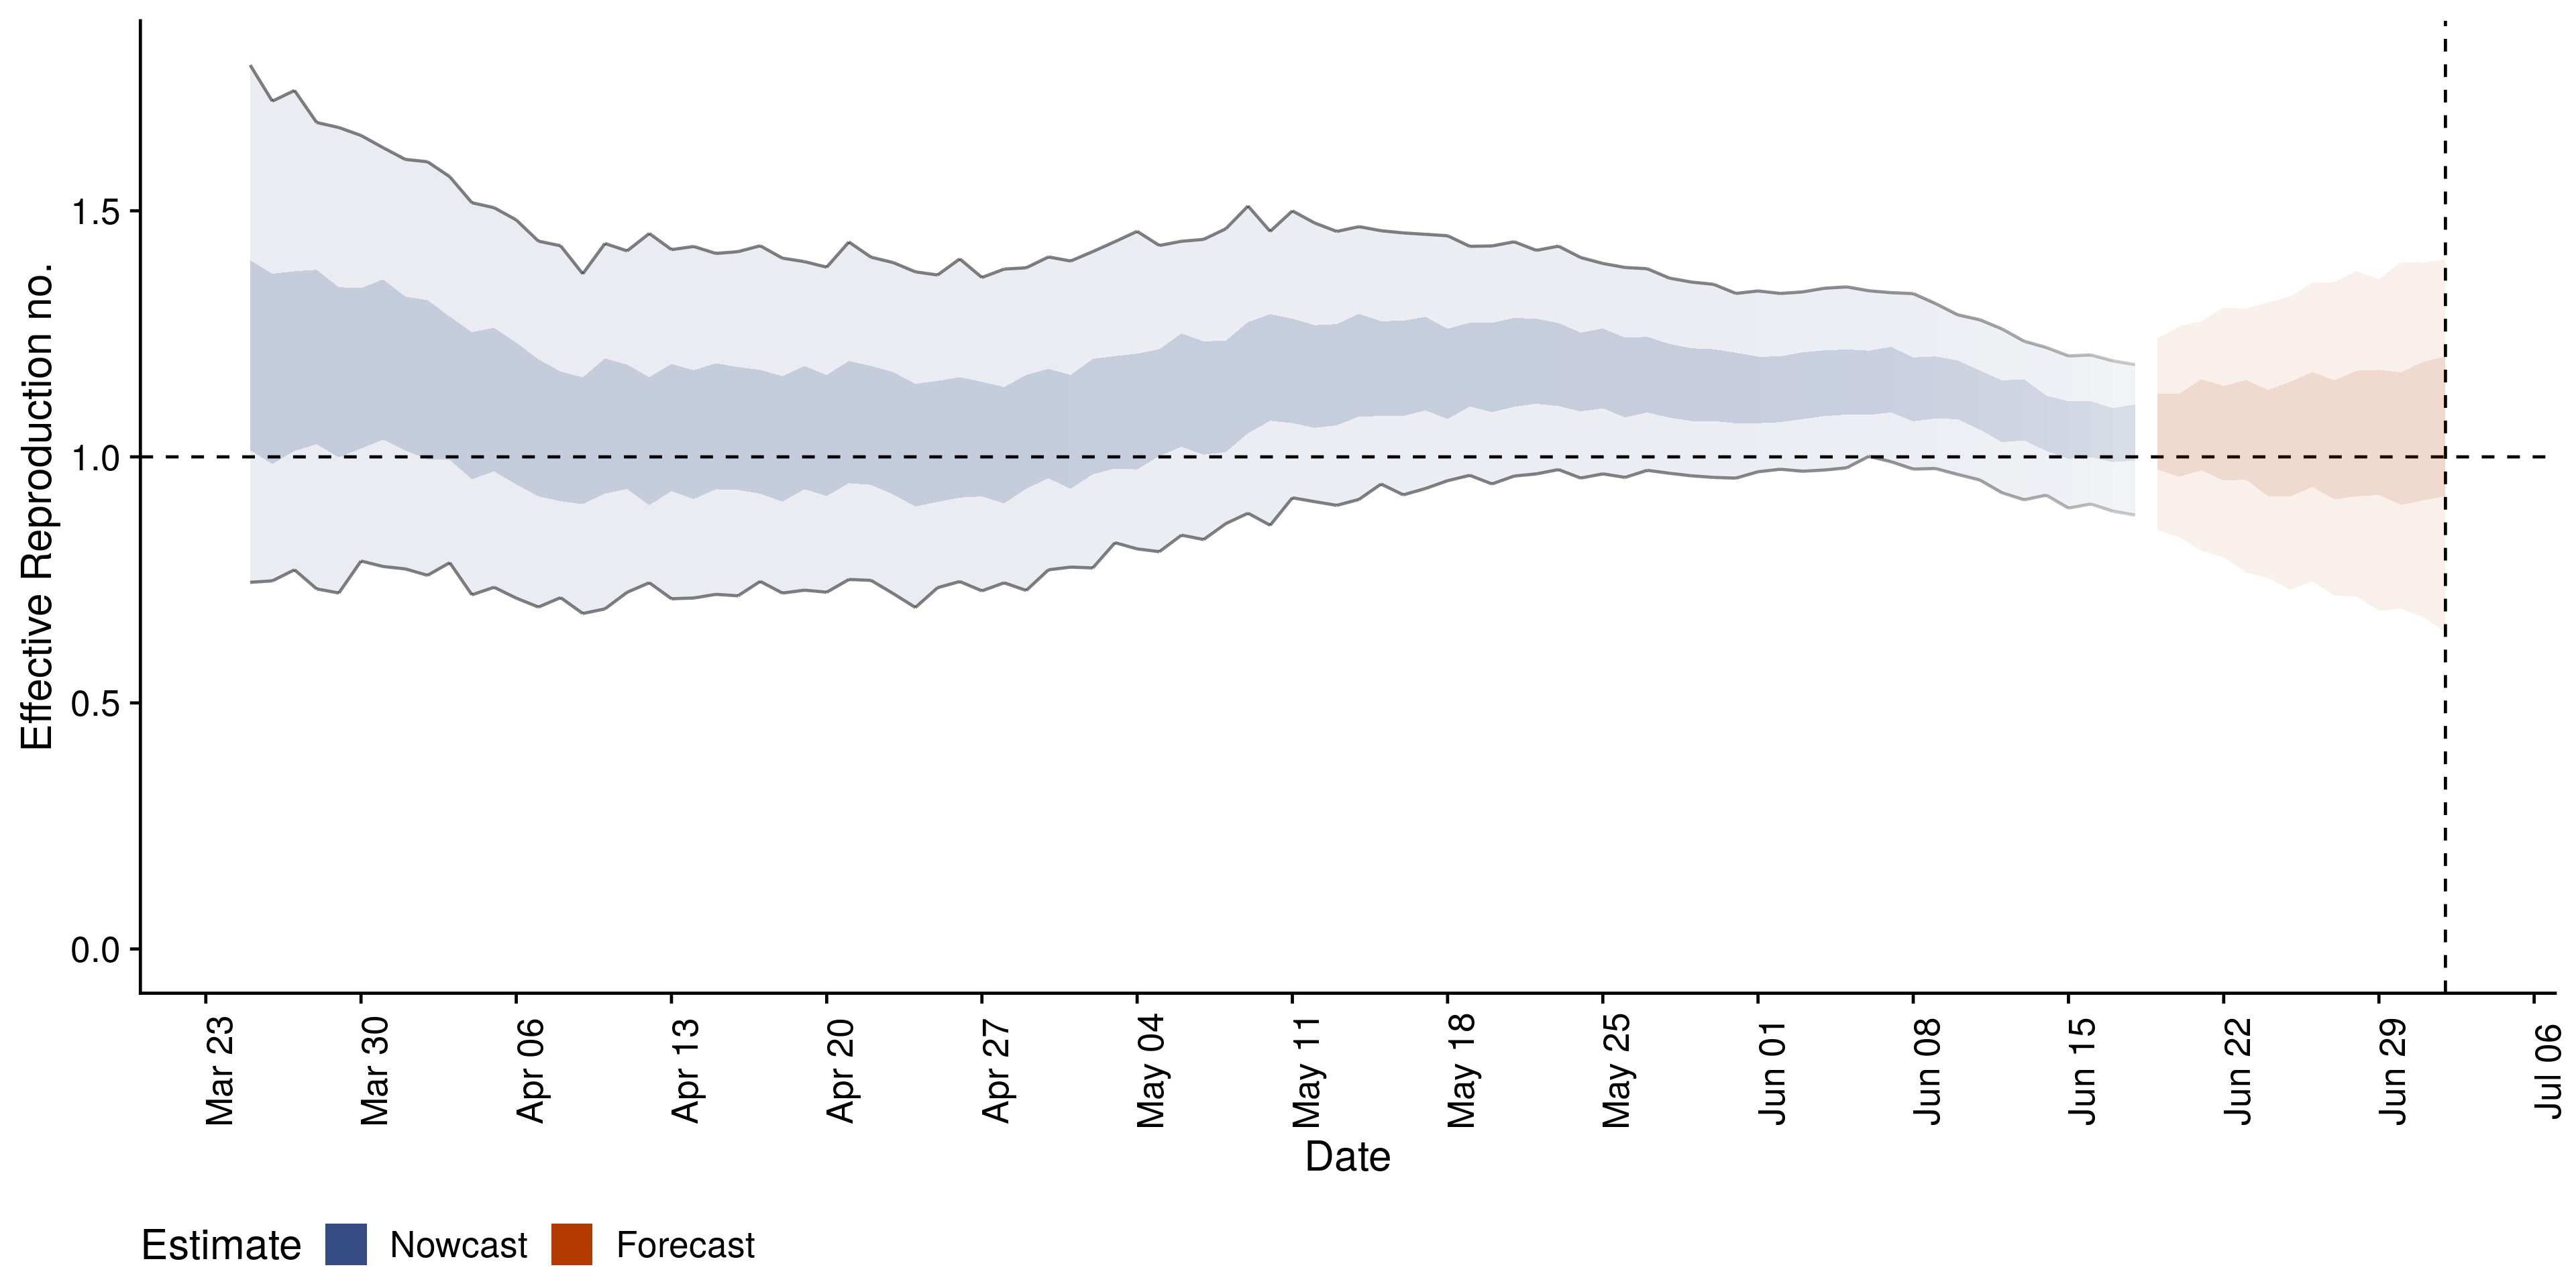 Effective Reproduction no.
1.5
1.0
0.5
0.0
Mar 23
Mar 30
Apr 06
Apr 13
Apr 20
Apr 27
May 04
May 11
May 18
May 25
Jun 01
Jun 08
Jun 15
Jun 22
Jun 29
Jul 06
Date
Estimate Nowcast Forecast